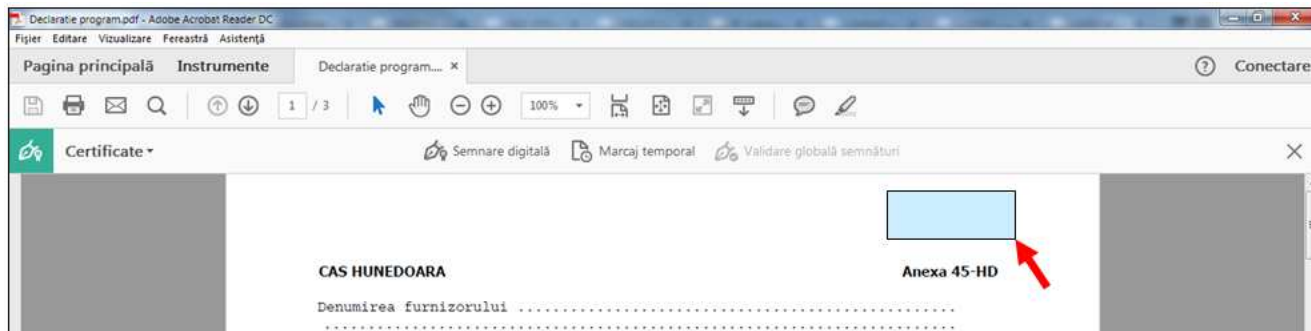 Declaratie program.pdf - Adobe Acrobat Reader DC
Fișier Editare Vizualizare Fereastră Asistență
Pagina principală Instrumente Declaratie program.... × ? Conectare
1 / 3 100%
Certificate Semnare digitală Marcaj temporal Validare globală semnături
CAS HUNEDOARA Anexa 45-HD
Denumirea furnizorului ..................................................
........................................................................